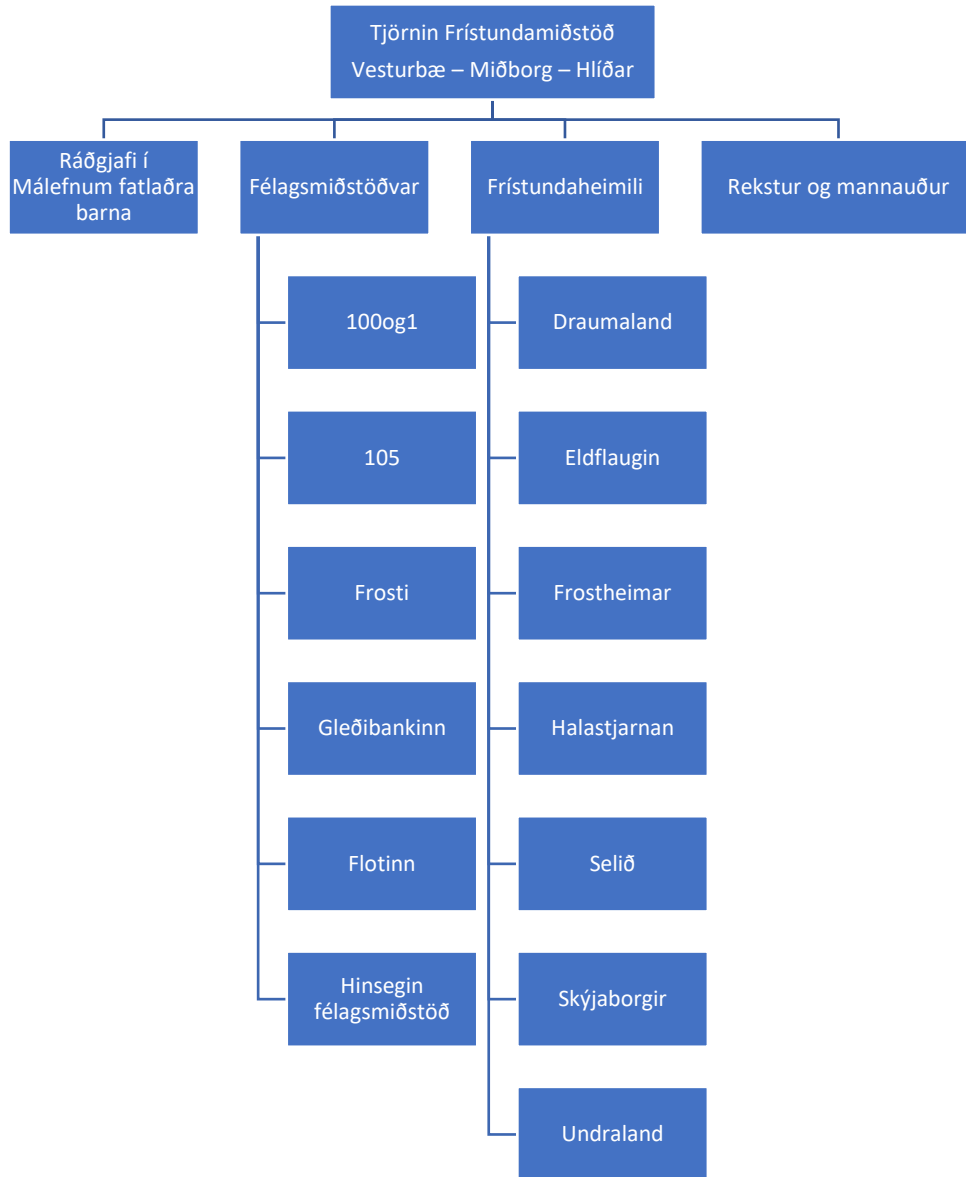 Tjörnin Frístundamiðstöð
Vesturbæ – Miðborg – Hlíðar
Ráðgjafi í
Málefnum fatlaðra
barna
Félagsmiðstöðvar
Frístundaheimili
Rekstur og mannauður
100og1
105
Frosti
Gleðibankinn
Flotinn
Hinsegin
félagsmiðstöð
Draumaland
Eldflaugin
Frostheimar
Halastjarnan
Selið
Skýjaborgir
Undraland